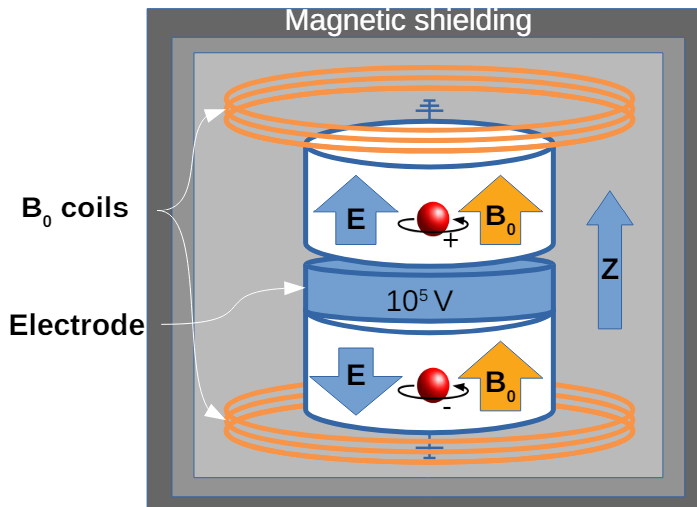 Magnetic shielding
E
B₀
+
B₀ coils
Z
Electrode
10⁵ V
E
B₀
-